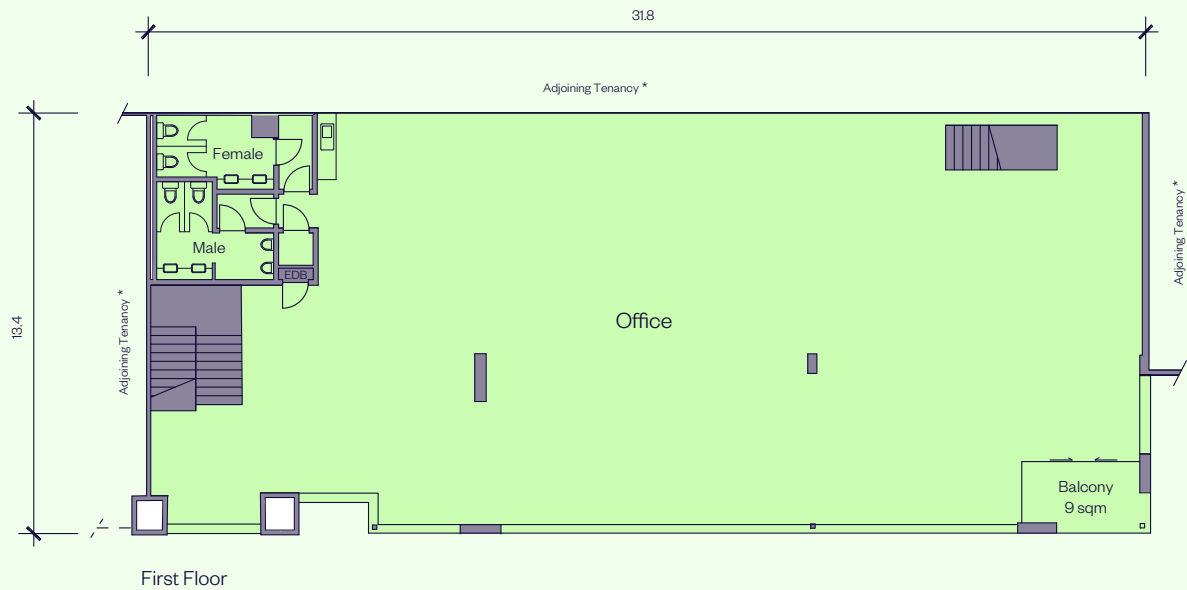 31.8
Adjoining Tenancy *
Female
Male
EDB
Adjoining Tenancy *
Adjoining Tenancy *
13.4
Office
Balcony
9 sqm
First Floor